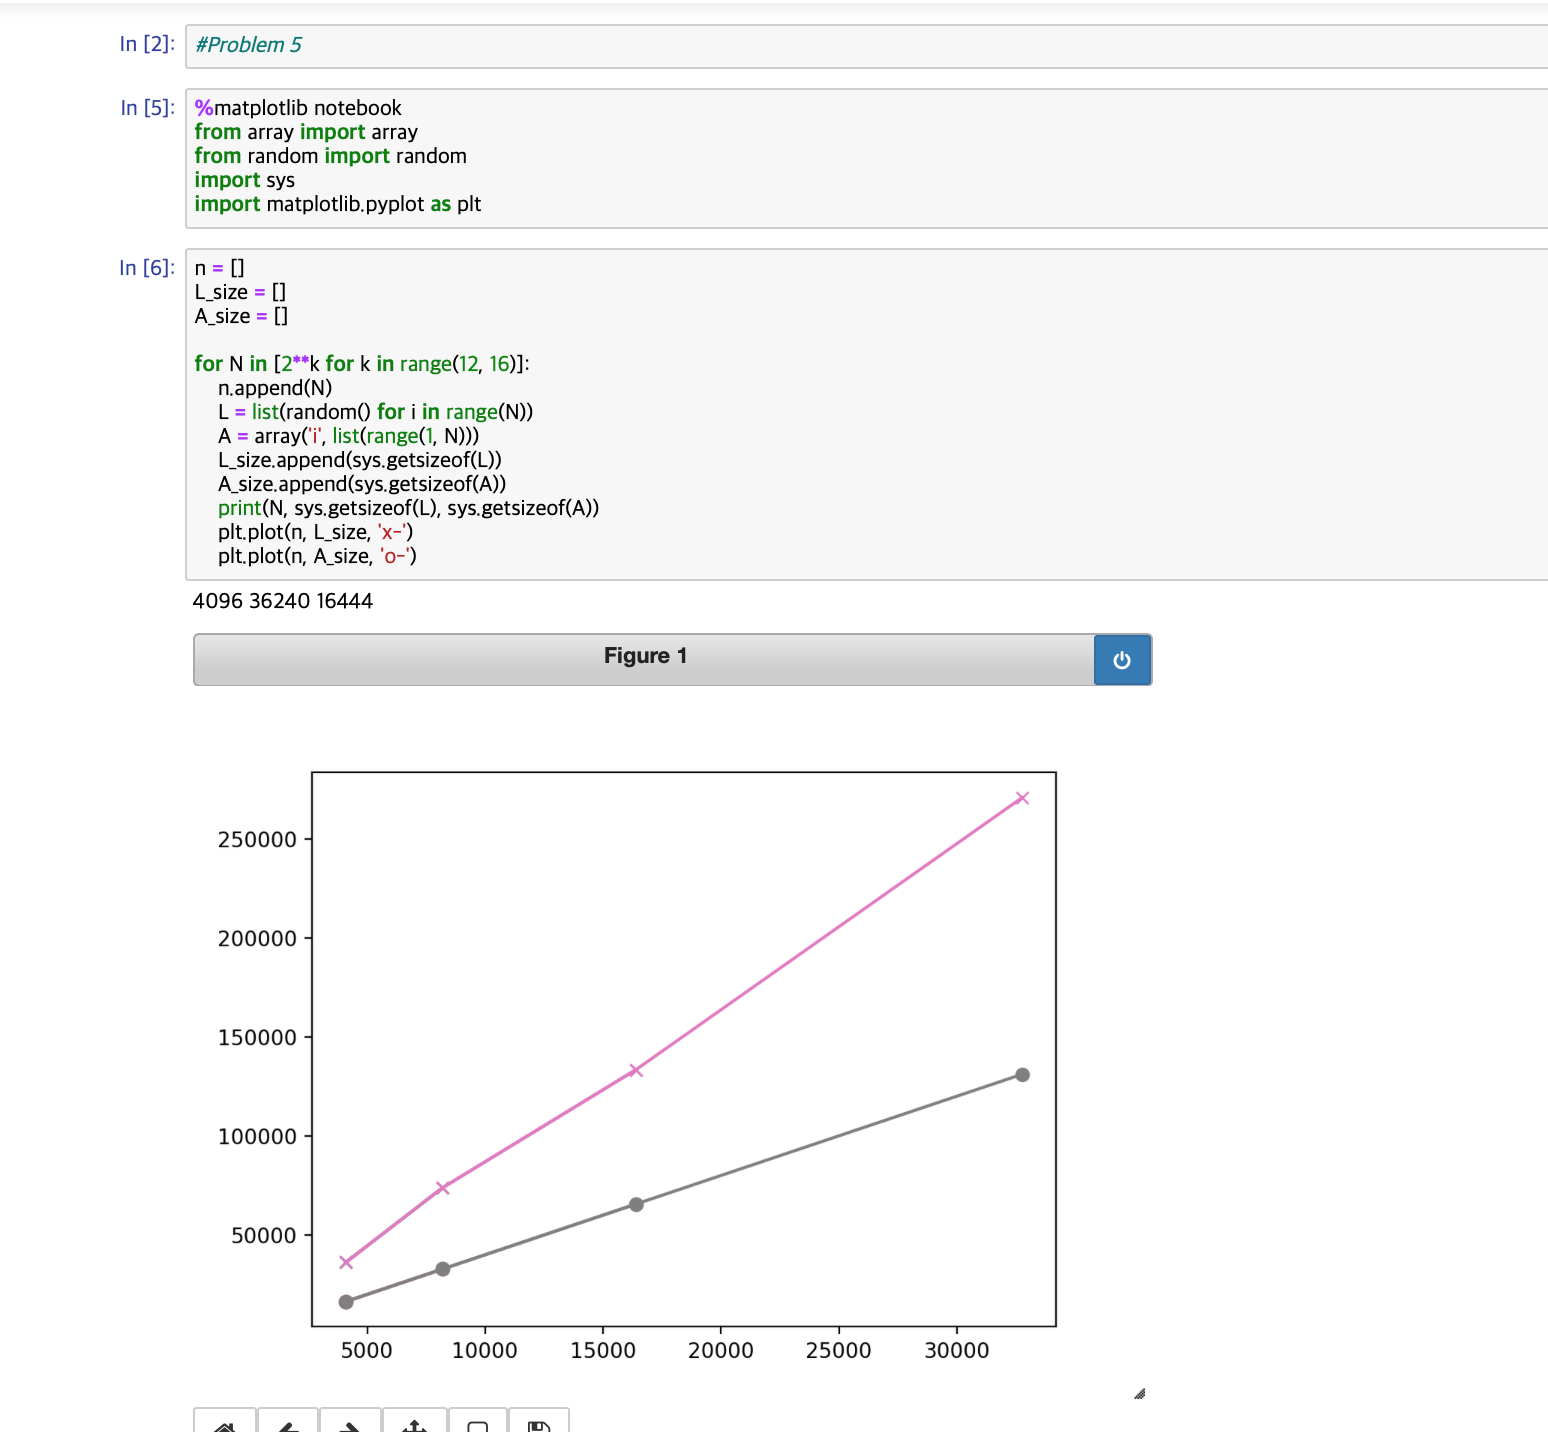 In [2]: #Problem 5
In [5]: %matplotlib notebook
from array import array
from random import random
import sys
import matplotlib.pyplot as plt
In [6]: n = []
L_size = []
A_size = []
for N in [2**k for k in range(12, 16)]:
n.append(N)
L = list(random() for i in range(N))
A = array('i', list(range(1, N)))
L_size.append(sys.getsizeof(L))
A_size.append(sys.getsizeof(A))
print(N, sys.getsizeof(L), sys.getsizeof(A))
plt.plot(n, L_size, 'x-')
plt.plot(n, A_size, 'o-')
4096 36240 16444
Figure 1
250000
200000
150000
100000
50000
5000 10000 15000 20000 25000 30000